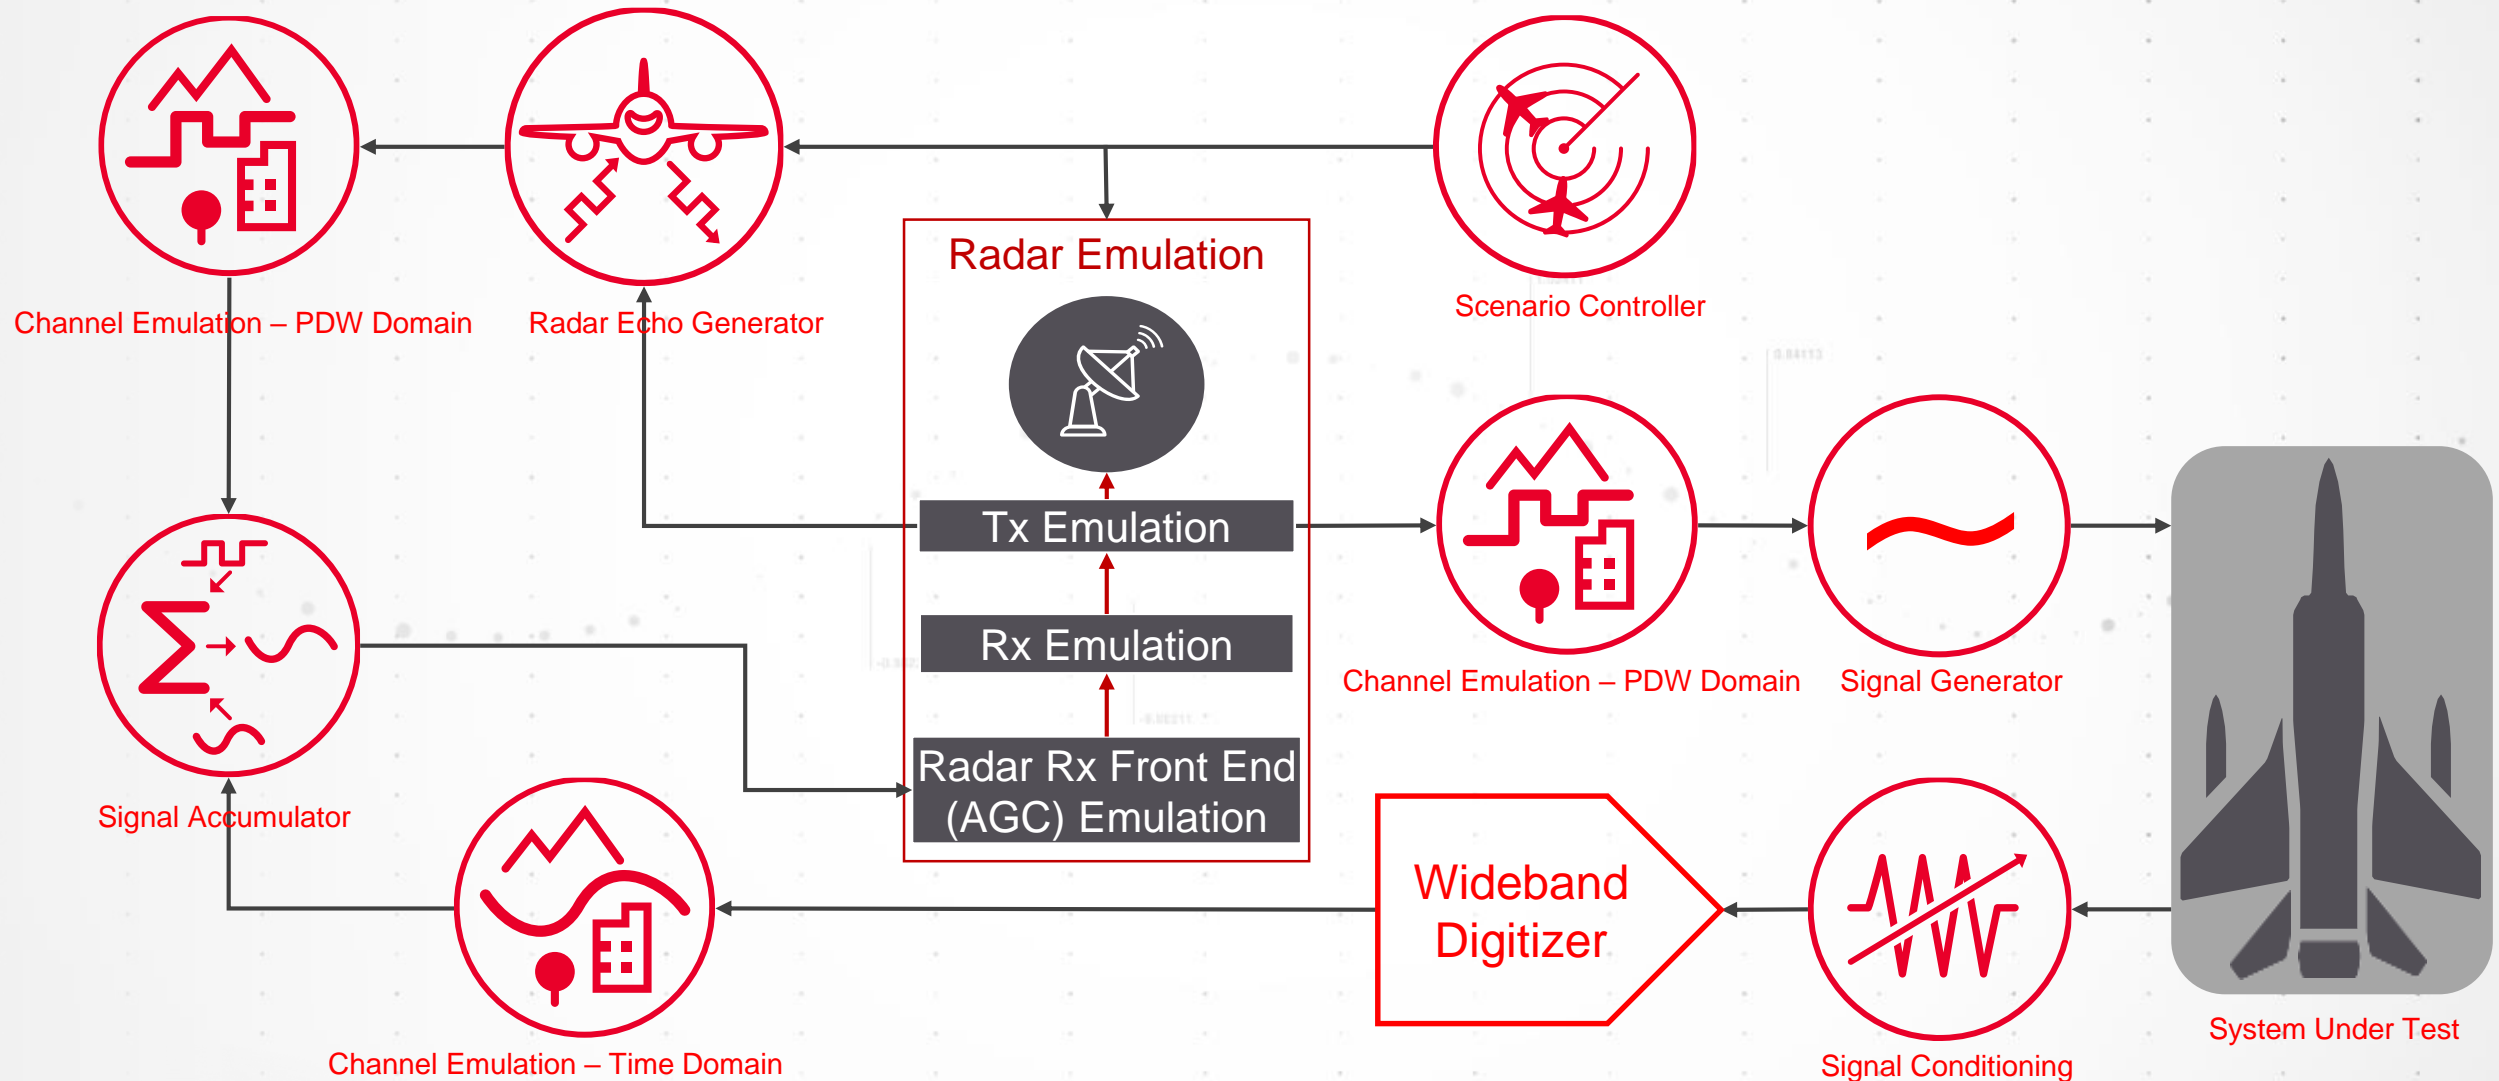 Radar Emulation
Channel Emulation – PDW Domain
Radar Echo Generator
Scenario Controller
Tx Emulation
Rx Emulation
Channel Emulation – PDW Domain
Signal Generator
Radar Rx Front End
(AGC) Emulation
Signal Accumulator
Wideband
Digitizer
System Under Test
Channel Emulation – Time Domain
Signal Conditioning
0.84113